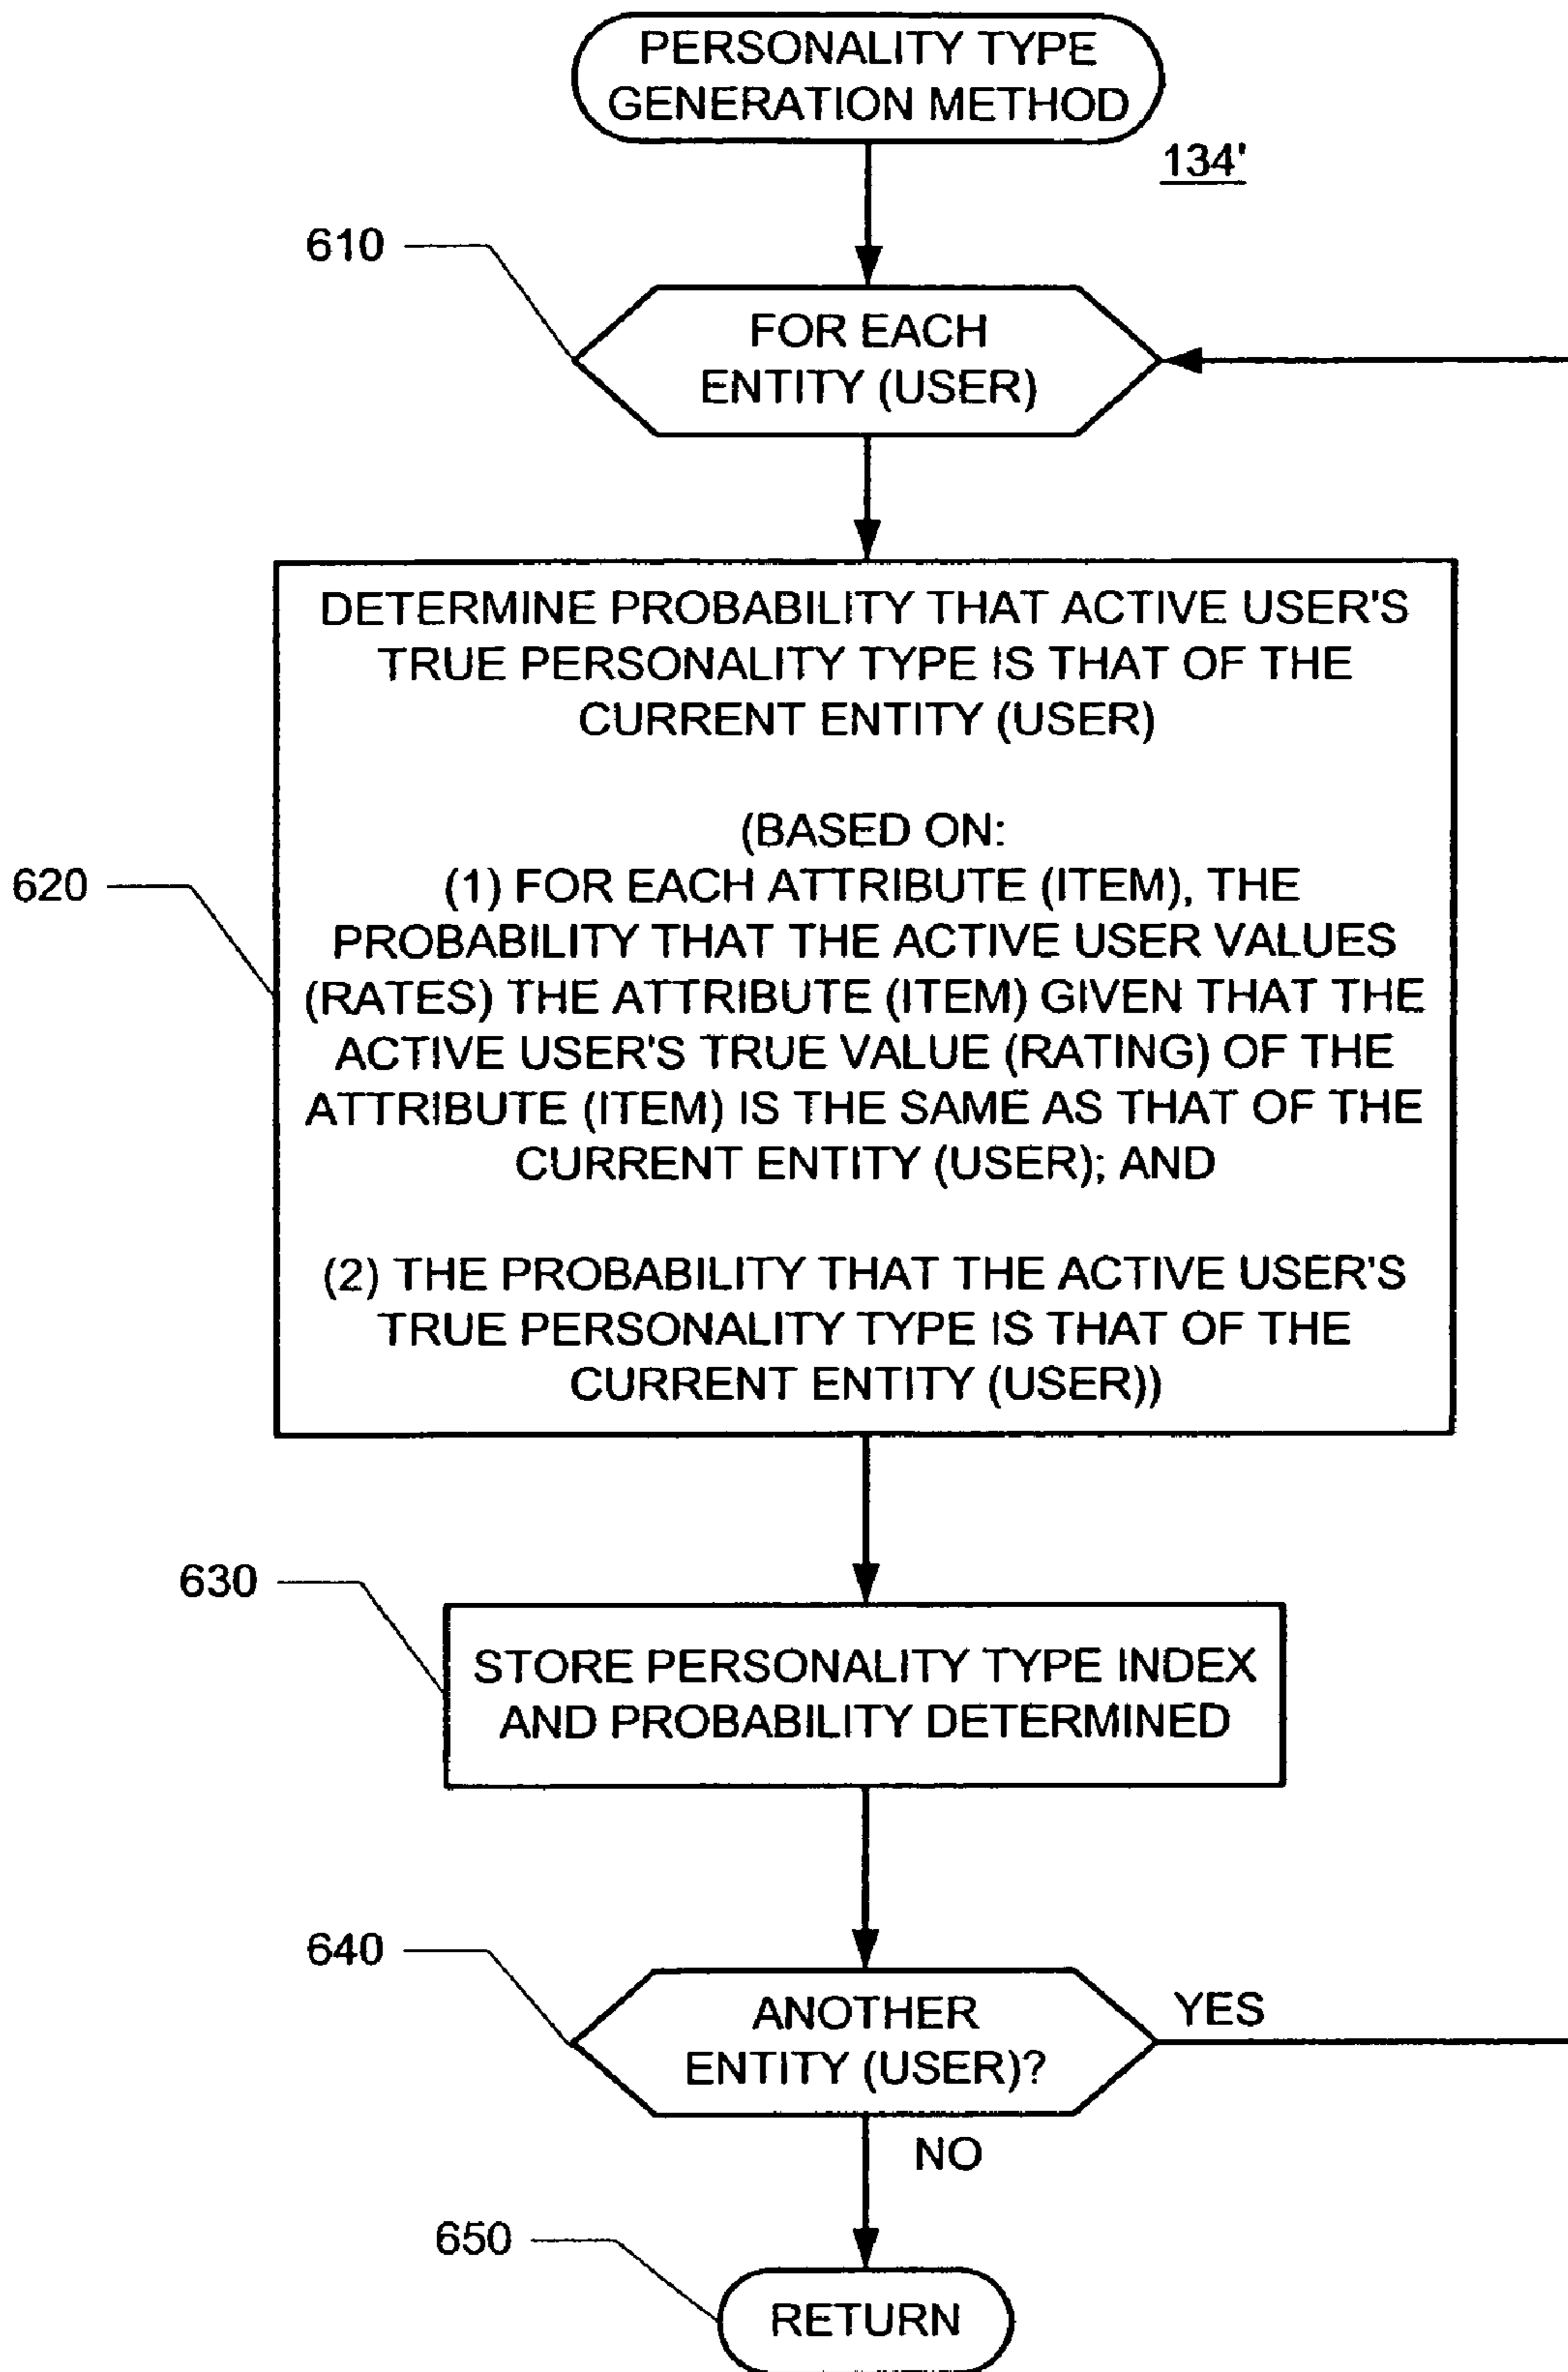 PERSONALITY TYPE
GENERATION METHOD
134'
610
FOR EACH
ENTITY (USER)
DETERMINE PROBABILITY THAT ACTIVE USER'S
TRUE PERSONALITY TYPE IS THAT OF THE
CURRENT ENTITY (USER)
(BASED ON:
(1) FOR EACH ATTRIBUTE (ITEM), THE
PROBABILITY THAT THE ACTIVE USER VALUES
(RATES) THE ATTRIBUTE (ITEM) GIVEN THAT THE
ACTIVE USER'S TRUE VALUE (RATING) OF THE
ATTRIBUTE (ITEM) IS THE SAME AS THAT OF THE
CURRENT ENTITY (USER); AND
(2) THE PROBABILITY THAT THE ACTIVE USER'S
TRUE PERSONALITY TYPE IS THAT OF THE
CURRENT ENTITY (USER))
620
630
STORE PERSONALITY TYPE INDEX
AND PROBABILITY DETERMINED
640
ANOTHER
ENTITY (USER)?
YES
NO
650
RETURN